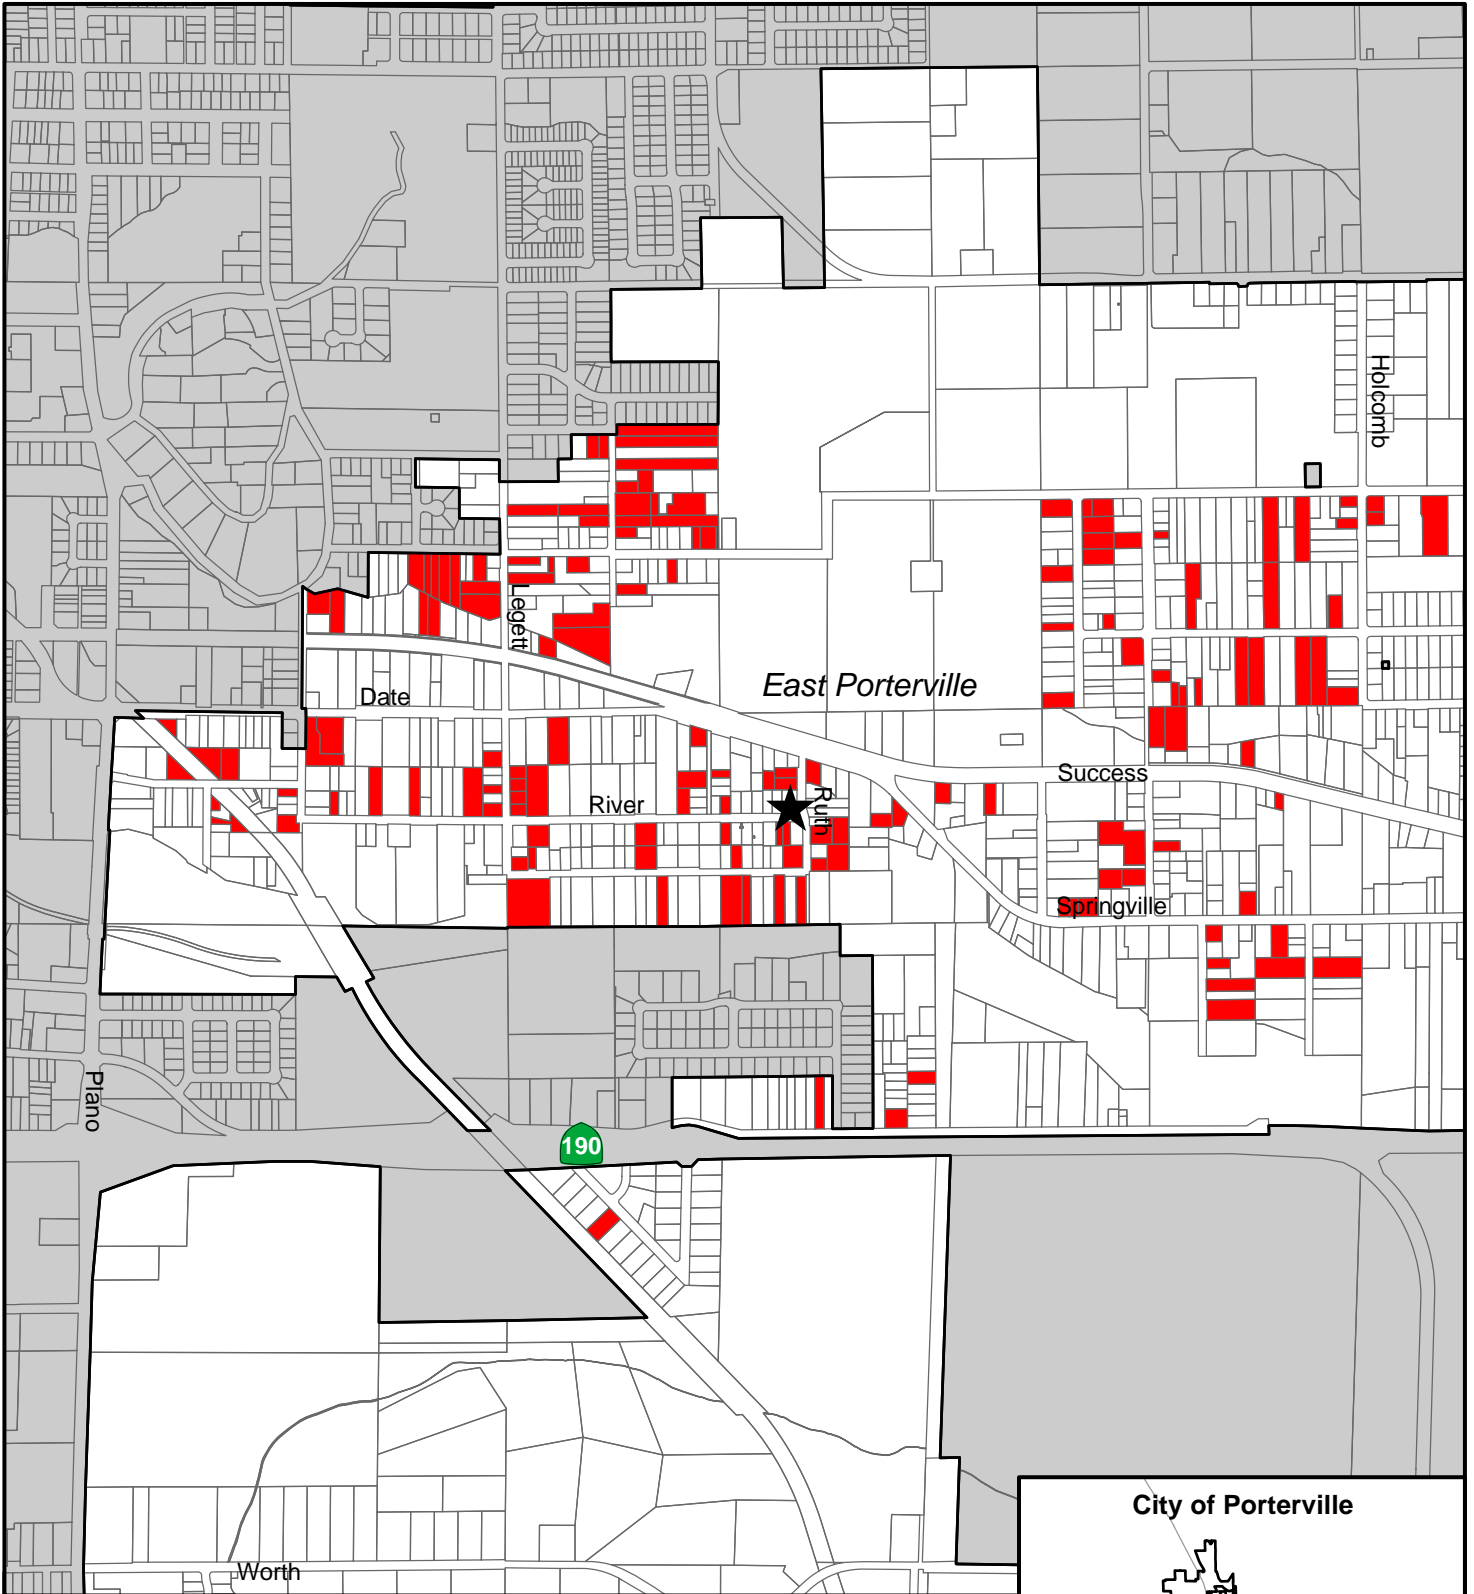 Holcomb
Legett
East Porterville
Date
Success
River
Ruth
Springville
Plano
190
City of Porterville
Worth